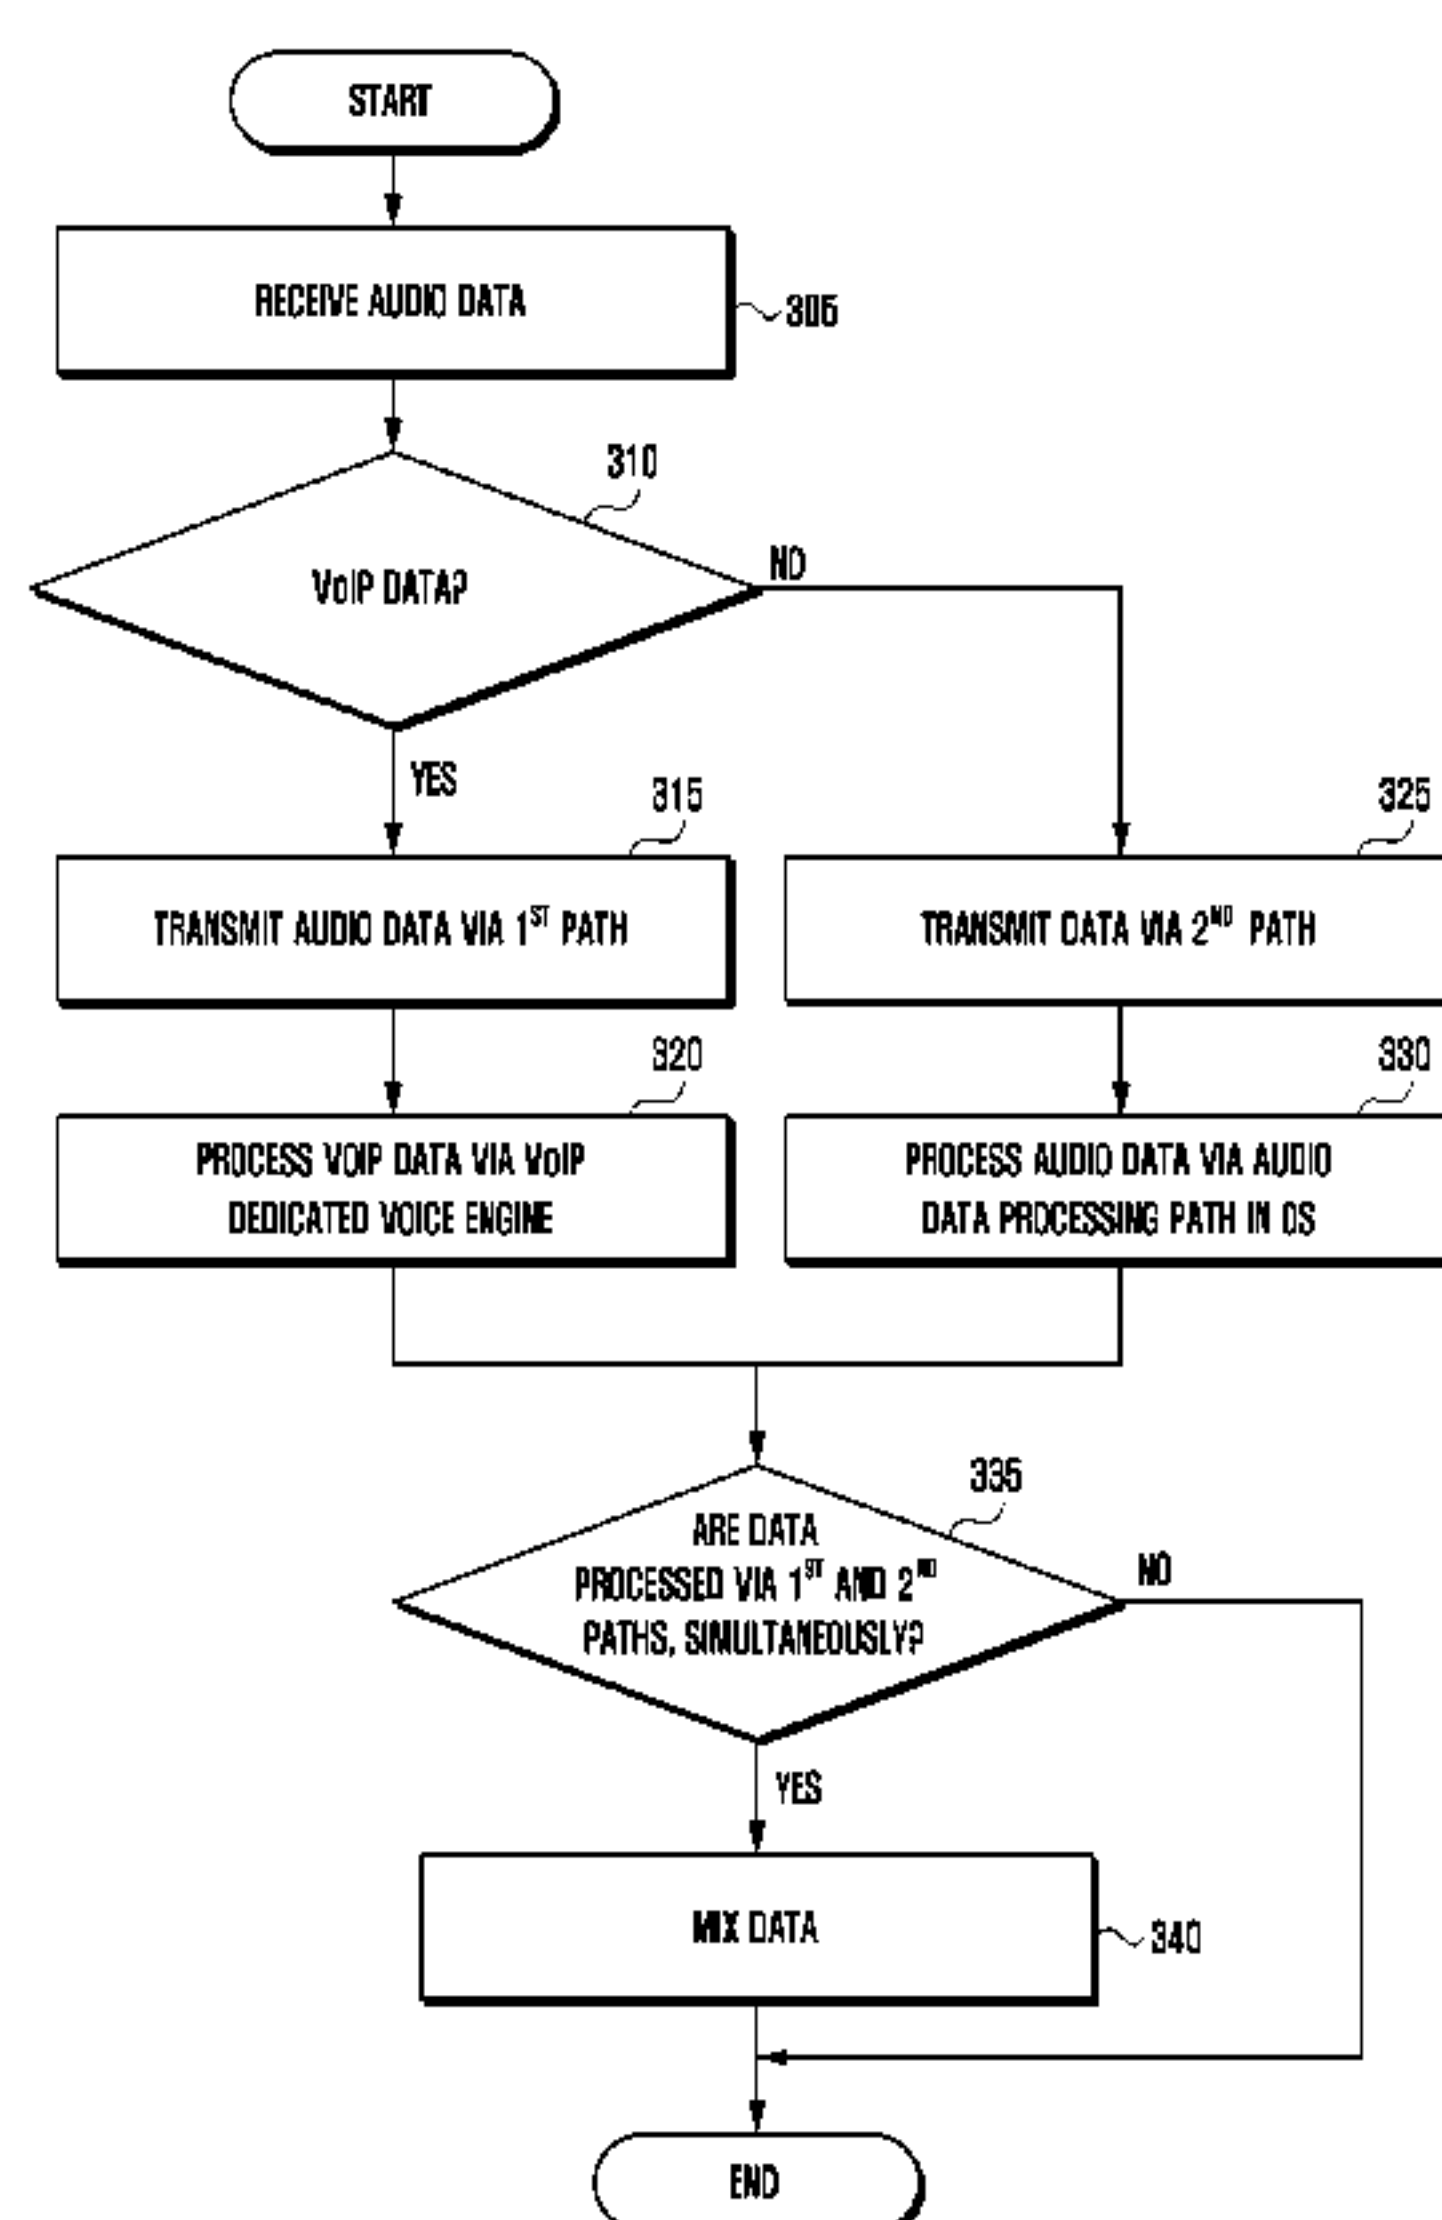 START
RECEIVE AUDIO DATA
305
310
VoIP DATA?
NO
YES
315
TRANSMIT AUDIO DATA VIA 1ST PATH
325
TRANSMIT DATA VIA 2ND PATH
320
PROCESS VOIP DATA VIA VoIP
DEDICATED VOICE ENGINE
330
PROCESS AUDIO DATA VIA AUDIO
DATA PROCESSING PATH IN OS
335
ARE DATA
PROCESSED VIA 1ST AND 2ND
PATHS, SIMULTANEOUSLY?
NO
YES
MIX DATA
340
END